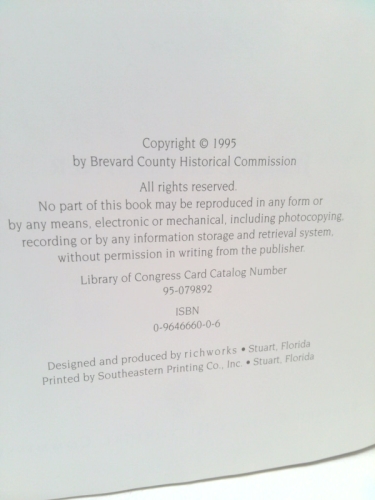 Copyright © 1995
by Brevard County Historical Commission
All rights reserved.
No part of this book may be reproduced in any form or
by any means, electronic or mechanical, including photocopying,
recording or by any information storage and retrieval system,
without permission in writing from the publisher.
Library of Congress Card Catalog Number
95-079892
ISBN
0-9646660-0-6
Designed and produced by richworks • Stuart, Florida
Printed by Southeastern Printing Co., Inc. • Stuart, Florida